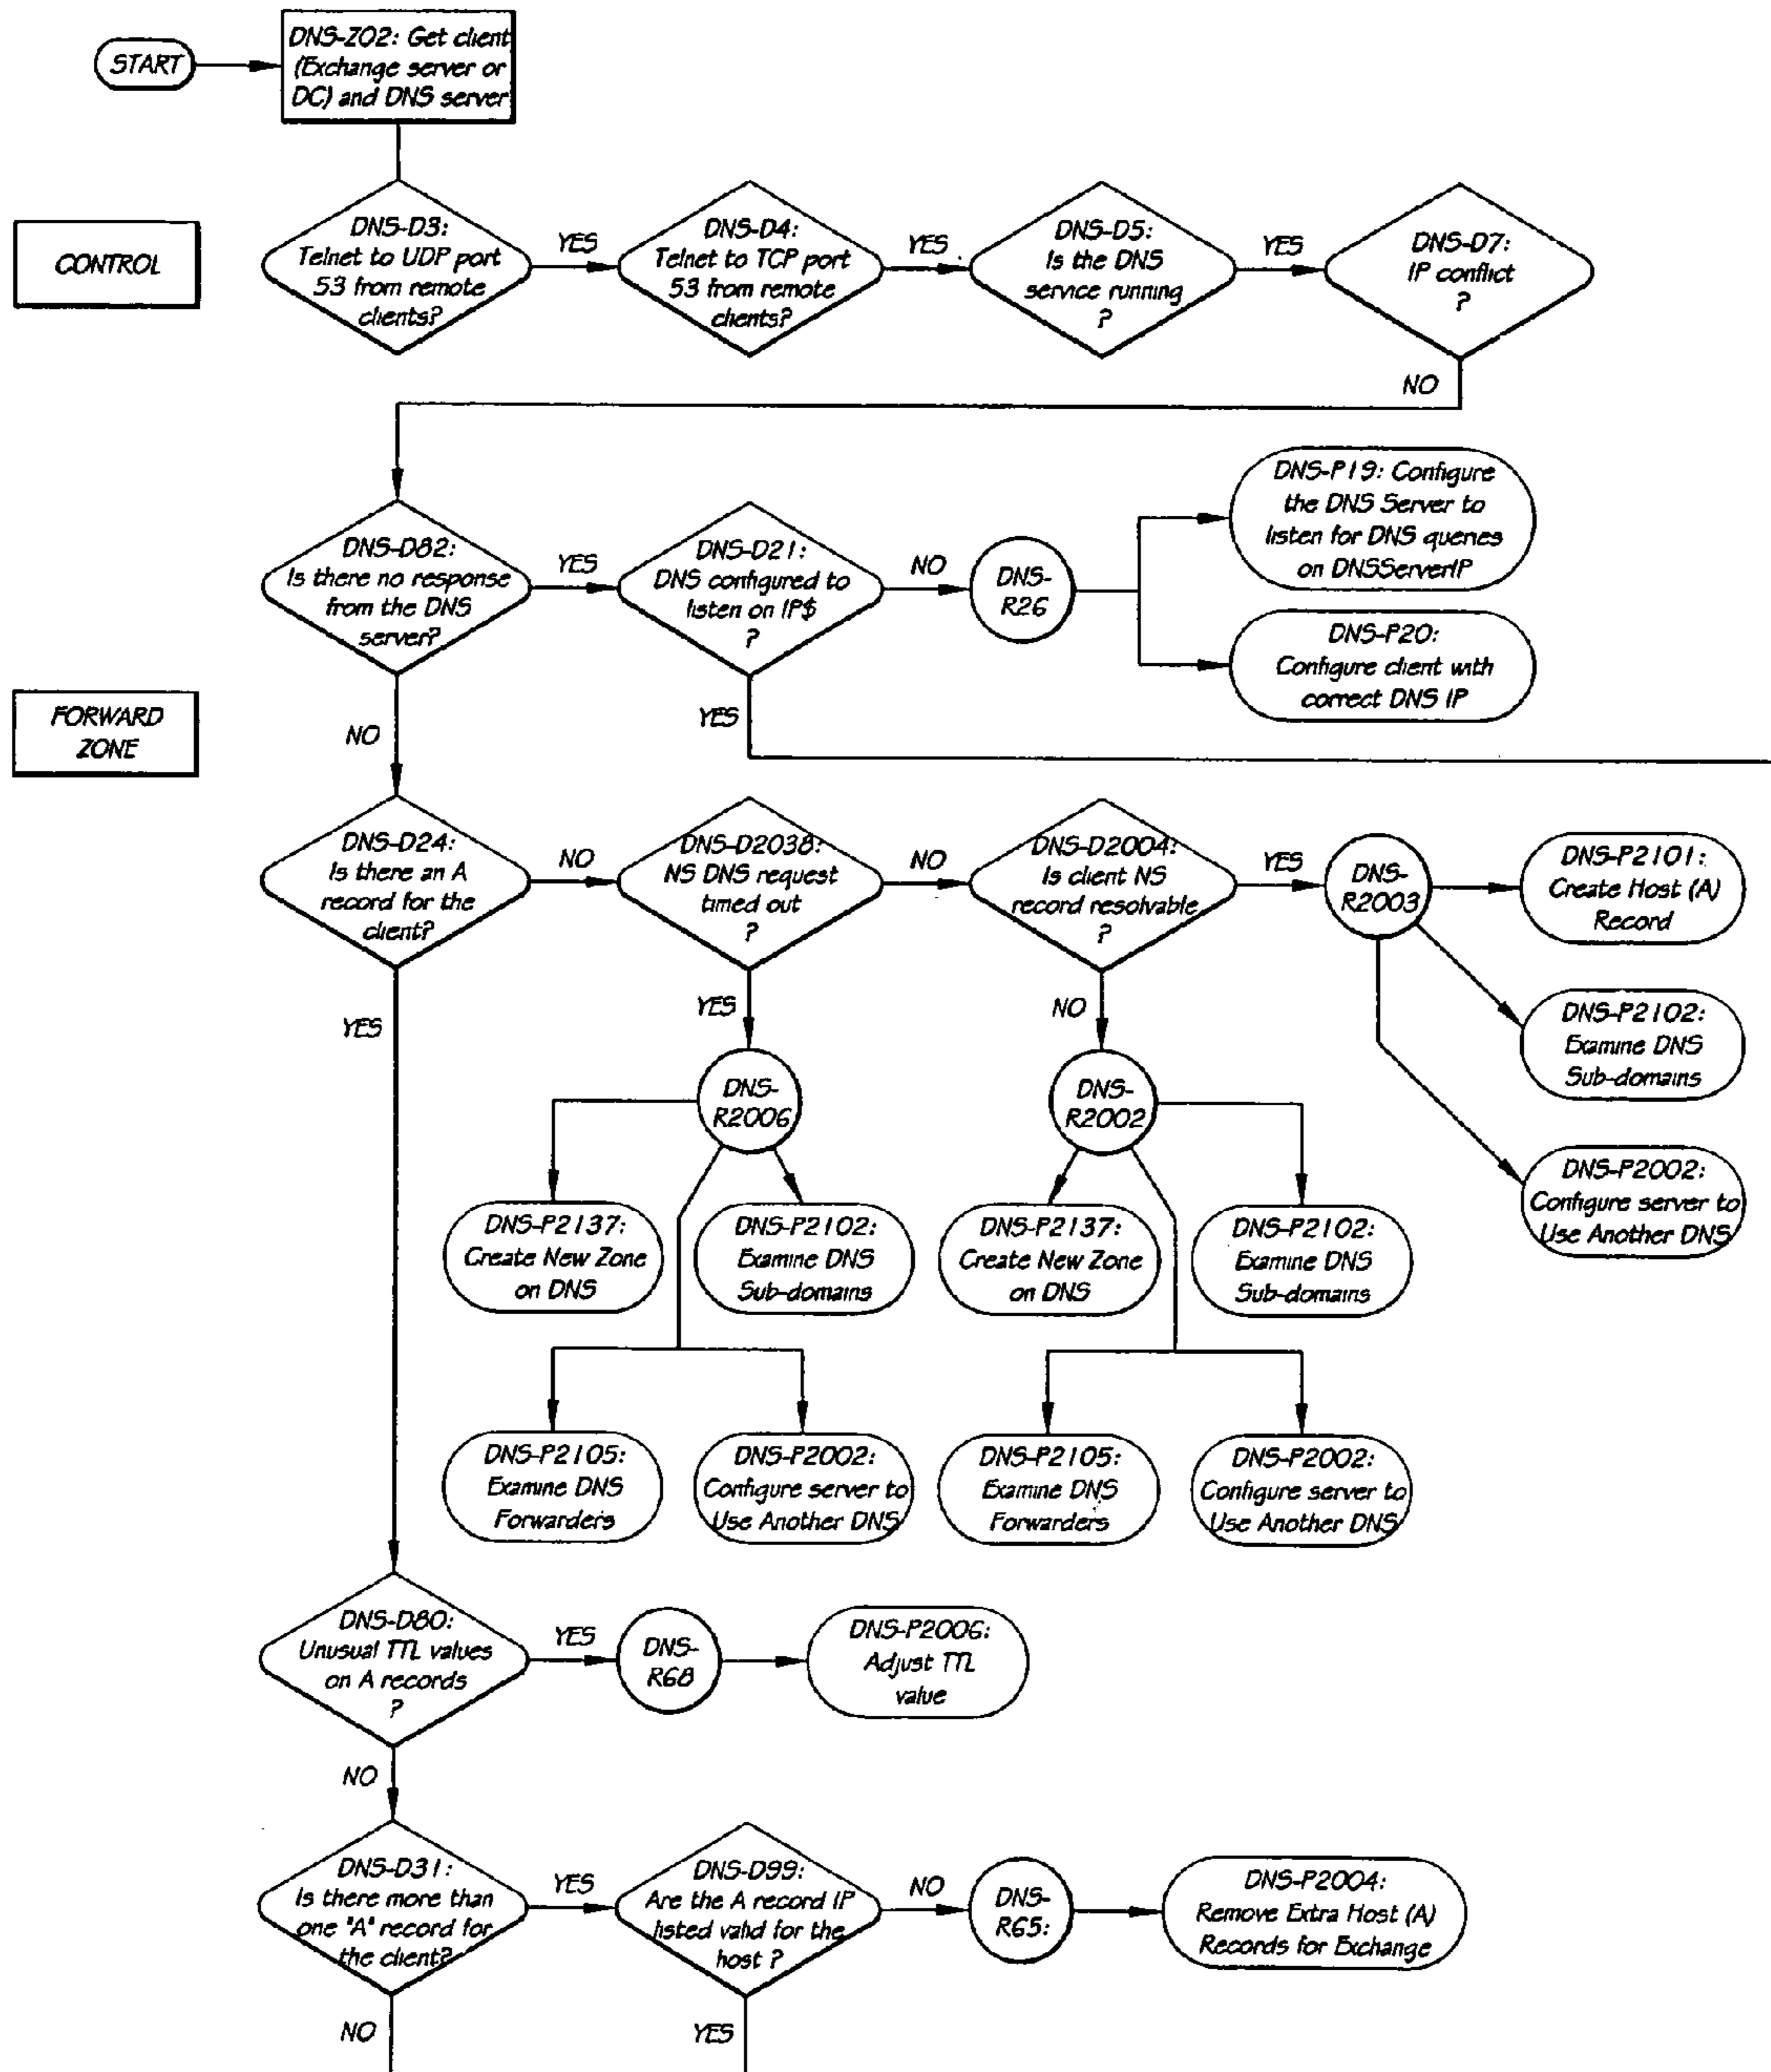 START
DNS-Z02: Get client
(Exchange server or
DC) and DNS server
CONTROL
DNS-D3:
Telnet to UDP port
53 from remote
clients?
YES
DNS-D4:
Telnet to TCP port
53 from remote
clients?
YES
DNS-D5:
Is the DNS
service running
?
YES
DNS-D7:
IP conflict
?
NO
DNS-D82:
Is there no response
from the DNS
server?
YES
DNS-D21:
DNS configured to
listen on IP$
?
NO
DNS-
R26
DNS-P19: Configure
the DNS Server to
listen for DNS queries
on DNSServerIP
DNS-P20:
Configure client with
correct DNS IP
FORWARD
ZONE
NO
YES
DNS-D24:
Is there an A
record for the
client?
NO
DNS-D2038:
NS DNS request
timed out
?
NO
DNS-D2004:
Is client NS
record resolvable
?
YES
DNS-
R2003
DNS-P2101:
Create Host (A)
Record
DNS-P2102:
Examine DNS
Sub-domains
DNS-P2002:
Configure server to
Use Another DNS
YES
YES
NO
DNS-
R2006
DNS-
R2002
DNS-P2137:
Create New Zone
on DNS
DNS-P2102:
Examine DNS
Sub-domains
DNS-P2137:
Create New Zone
on DNS
DNS-P2102:
Examine DNS
Sub-domains
DNS-P2105:
Examine DNS
Forwarders
DNS-P2002:
Configure server to
Use Another DNS
DNS-P2105:
Examine DNS
Forwarders
DNS-P2002:
Configure server to
Use Another DNS
DNS-D80:
Unusual TTL values
on A records
?
YES
DNS-
R68
DNS-P2006:
Adjust TTL
value
NO
DNS-D31:
Is there more than
one "A" record for
the client?
YES
DNS-D99:
Are the A record IP
listed valid for the
host ?
NO
DNS-
R65:
DNS-P2004:
Remove Extra Host (A)
Records for Exchange
NO
YES